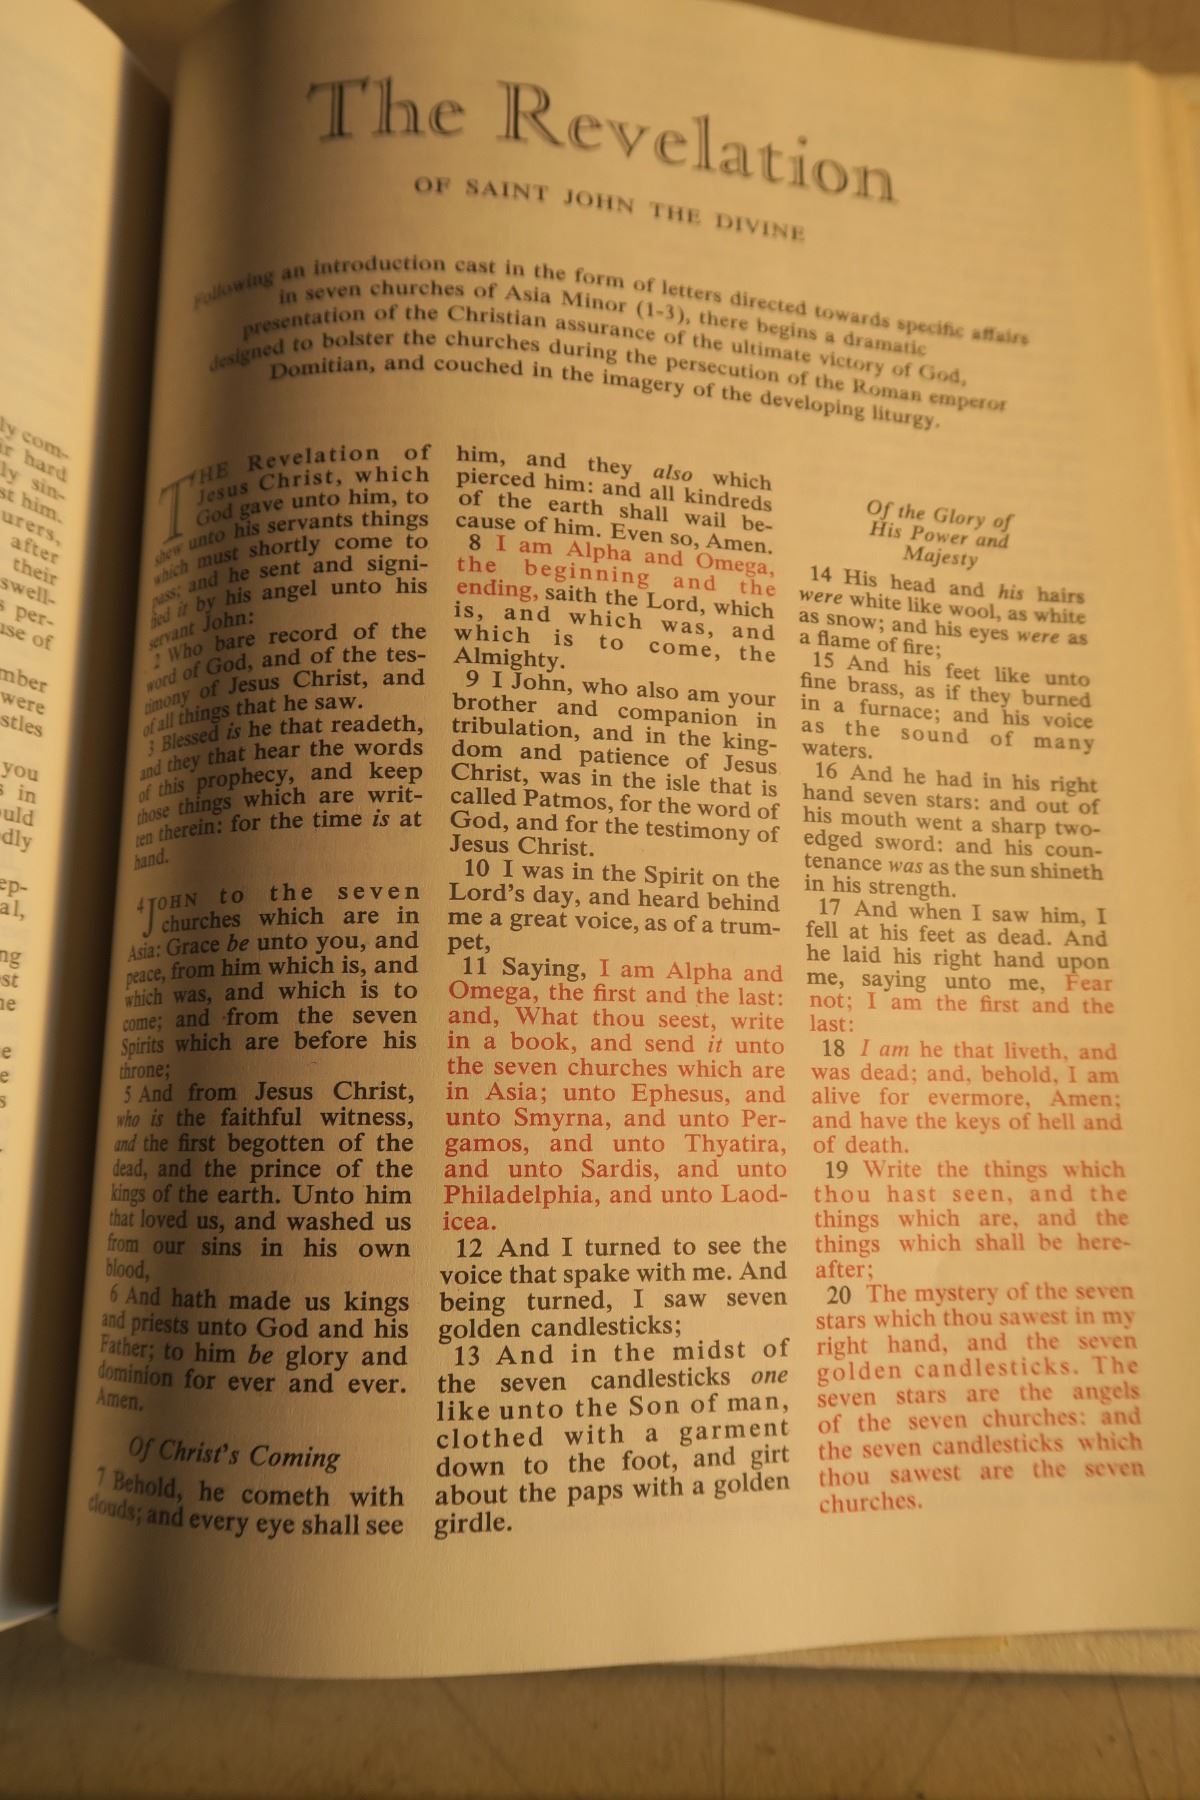 The Revelation
OF SAINT JOHN THE DIVINE
Following an introduction cast in the form of letters directed towards specific affairs
in seven churches of Asia Minor (1-3), there begins a dramatic
presentation of the Christian assurance of the ultimate victory of God,
designed to bolster the churches during the persecution of the Roman emperor
Domitian, and couched in the imagery of the developing liturgy.
THE Revelation of
Jesus Christ, which
God gave unto him, to
shew unto his servants things
which must shortly come to
pass; and he sent and signi-
fied it by his angel unto his
servant John:
2 Who bare record of the
word of God, and of the tes-
timony of Jesus Christ, and
of all things that he saw.
3 Blessed is he that readeth,
and they that hear the words
of this prophecy, and keep
those things which are writ-
ten therein: for the time is at
hand.
4 JOHN to the seven
churches which are in
Asia: Grace be unto you, and
peace, from him which is, and
which was, and which is to
come; and from the seven
Spirits which are before his
throne;
5 And from Jesus Christ,
who is the faithful witness,
and the first begotten of the
dead, and the prince of the
kings of the earth. Unto him
that loved us, and washed us
from our sins in his own
blood,
6 And hath made us kings
and priests unto God and his
Father; to him be glory and
dominion for ever and ever.
Amen.
Of Christ's Coming
7 Behold, he cometh with
clouds; and every eye shall see
him, and they also which
pierced him: and all kindreds
of the earth shall wail be-
cause of him. Even so, Amen.
8 I am Alpha and Omega,
the beginning and the
ending, saith the Lord, which
is, and which was, and
which is to come, the
Almighty.
9 I John, who also am your
brother and companion in
tribulation, and in the king-
dom and patience of Jesus
Christ, was in the isle that is
called Patmos, for the word of
God, and for the testimony of
Jesus Christ.
10 I was in the Spirit on the
Lord's day, and heard behind
me a great voice, as of a trum-
pet,
11 Saying, I am Alpha and
Omega, the first and the last:
and, What thou seest, write
in a book, and send it unto
the seven churches which are
in Asia; unto Ephesus, and
unto Smyrna, and unto Per-
gamos, and unto Thyatira,
and unto Sardis, and unto
Philadelphia, and unto Laod-
icea.
12 And I turned to see the
voice that spake with me. And
being turned, I saw seven
golden candlesticks;
13 And in the midst of
the seven candlesticks one
like unto the Son of man,
clothed with a garment
down to the foot, and girt
about the paps with a golden
girdle.
Of the Glory of
His Power and
Majesty
14 His head and his hairs
were white like wool, as white
as snow; and his eyes were as
a flame of fire;
15 And his feet like unto
fine brass, as if they burned
in a furnace; and his voice
as the sound of many
waters.
16 And he had in his right
hand seven stars: and out of
his mouth went a sharp two-
edged sword: and his coun-
tenance was as the sun shineth
in his strength.
17 And when I saw him, I
fell at his feet as dead. And
he laid his right hand upon
me, saying unto me, Fear
not; I am the first and the
last:
18 I am he that liveth, and
was dead; and, behold, I am
alive for evermore, Amen;
and have the keys of hell and
of death.
19 Write the things which
thou hast seen, and the
things which are, and the
things which shall be here-
after;
20 The mystery of the seven
stars which thou sawest in my
right hand, and the seven
golden candlesticks. The
seven stars are the angels
of the seven churches: and
the seven candlesticks which
thou sawest are the seven
churches.